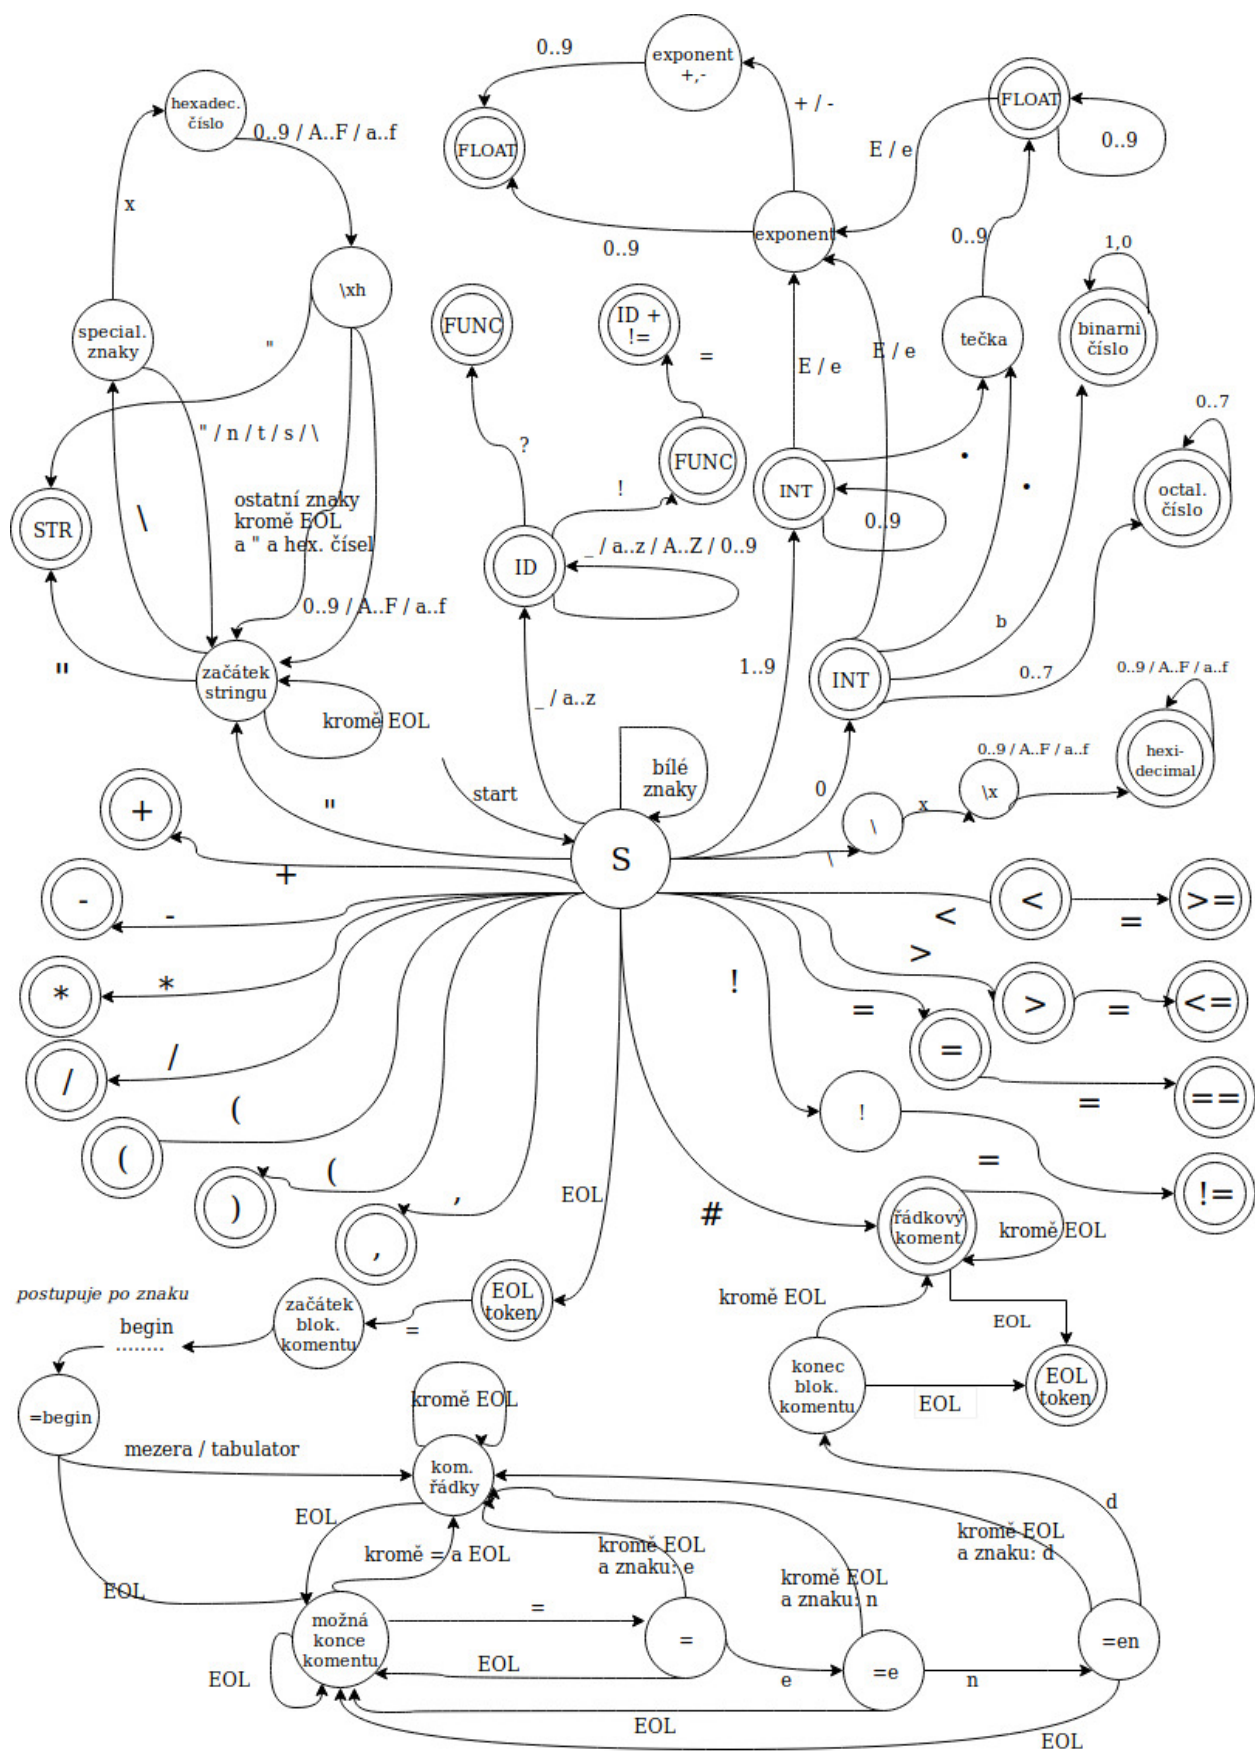 0..9
exponent
+,-
hexadec.
číslo
0..9 / A..F / a..f
FLOAT
+ / -
E / e
FLOAT
0..9
x
exponent
0..9
0..9
1,0
\xh
special.
znaky
"
FUNC
ID +
!=
=
E / e
E / e
tečka
binarni
číslo
0..7
" / n / t / s / \
?
FUNC
!
INT
.
.
octal.
číslo
STR
\
ostatní znaky
kromě EOL
a " a hex. čísel
ID
_ / a..z / A..Z / 0..9
0..9
0..9 / A..F / a..f
b
"
začátek
stringu
kromě EOL
_ / a..z
1..9
INT
0..7
0..9 / A..F / a..f
start
bílé
znaky
0
0..9 / A..F / a..f
hexi-
decimal
+
"
S
\
\
x
\x
+
-
-
<
<
=
>=
*
*
!
>
>
=
<=
/
/
=
=
=
==
(
(
!
=
!=
)
(
,
,
EOL
#
řádkový
koment
kromě EOL
postupuje po znaku
begin
........
začátek
blok.
komentu
=
EOL
token
kromě EOL
EOL
=begin
kromě EOL
konec
blok.
komentu
EOL
EOL
token
mezera / tabulator
kom.
řádky
EOL
kromě = a EOL
kromě EOL
a znaku: e
kromě EOL
a znaku: n
kromě EOL
a znaku: d
d
EOL
možná
konce
komentu
=
=
EOL
EOL
e
=e
n
=en
EOL
EOL